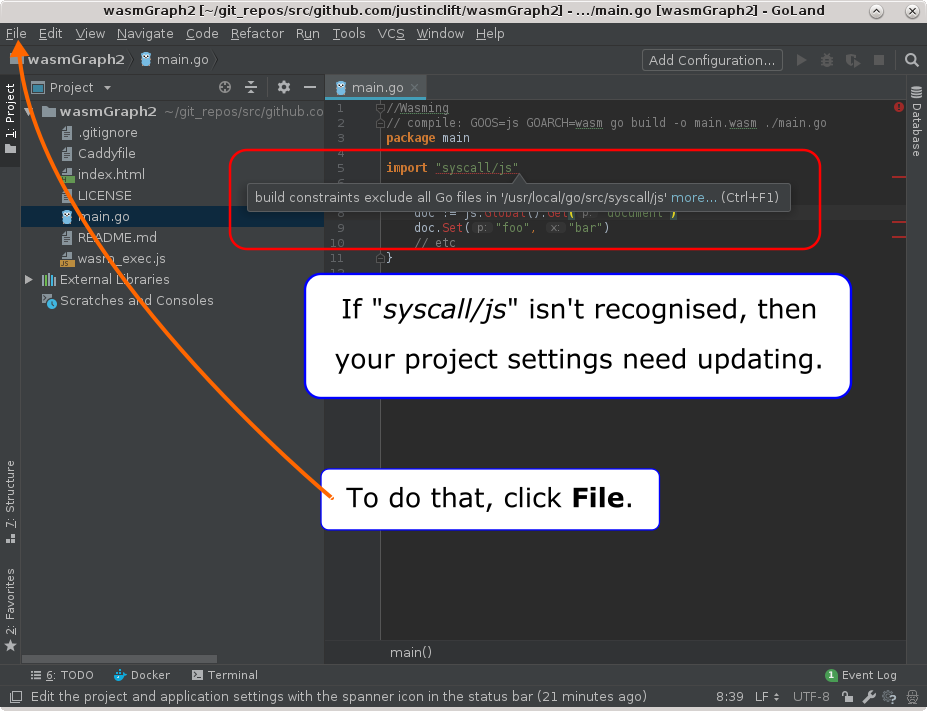 wasmGraph2 [~/git_repos/src/github.com/justinclift/wasmGraph2] - .../main.go [wasmGraph2] - GoLand
File Edit View Navigate Code Refactor Run Tools VCS Window Help
wasmGraph2 main.go Add Configuration...
1: Project
Project
main.go
wasmGraph2 ~/git_repos/src/github.co
.gitignore
Caddyfile
index.html
LICENSE
main.go
README.md
wasm_exec.js
External Libraries
Scratches and Consoles
1 //Wasming
2 // compile: GOOS=js GOARCH=wasm go build -o main.wasm ./main.go
3 package main
4
5 import "syscall/js"
build constraints exclude all Go files in '/usr/local/go/src/syscall/js' more... (Ctrl+F1)
8 doc := js.Global().Get( p: "document")
9 doc.Set( p: "foo", x: "bar")
10 // etc
11 }
12
Database
If "syscall/js" isn't recognised, then
your project settings need updating.
To do that, click File.
7: Structure
2: Favorites
main()
6: TODO Docker Terminal 1 Event Log
Edit the project and application settings with the spanner icon in the status bar (21 minutes ago) 8:39 LF UTF-8